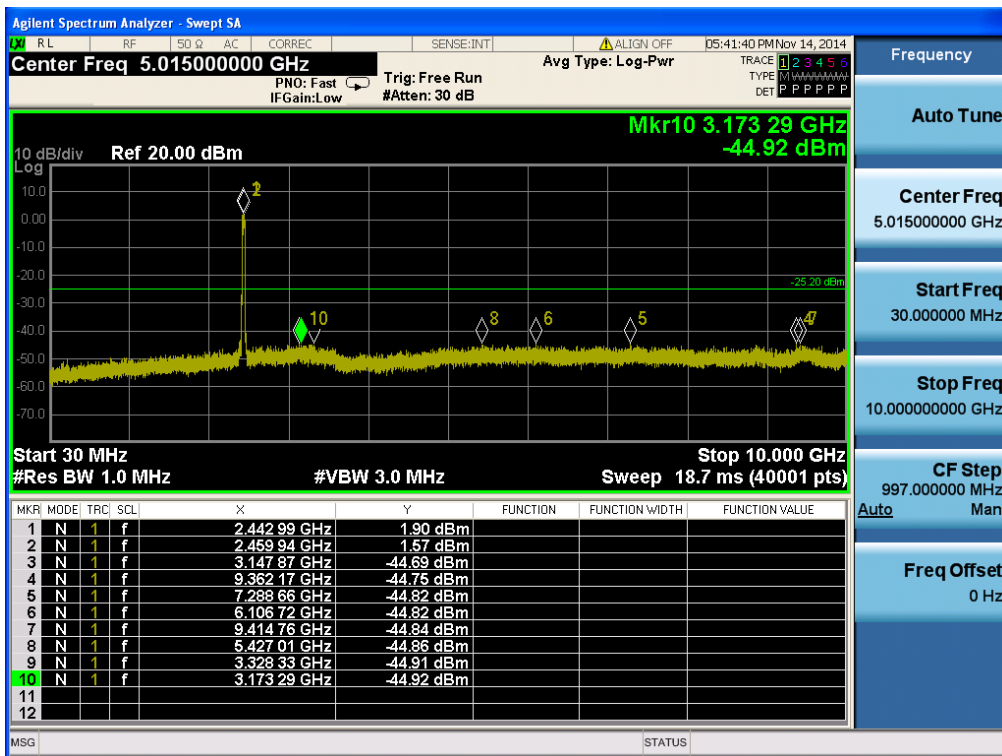 Agilent Spectrum Analyzer - Swept SA
LXI RL RF 50 Ω AC CORREC SENSE:INT ALIGN OFF 05:41:40 PM Nov 14, 2014
Center Freq 5.015000000 GHz
PNO: Fast
IFGain:Low
Trig: Free Run
#Atten: 30 dB
Avg Type: Log-Pwr
TRACE 1 2 3 4 5 6
TYPE M WWWWW
DET P P P P P P
Mkr10 3.173 29 GHz
-44.92 dBm
10 dB/div Ref 20.00 dBm
Log
10.0
0.00
-10.0
-20.0
-30.0
-40.0
-50.0
-60.0
-70.0
2
-25.20 dBm
10
8
6
5
47
Start 30 MHz Stop 10.000 GHz
#Res BW 1.0 MHz #VBW 3.0 MHz Sweep 18.7 ms (40001 pts)
MKR MODE TRC SCL X Y FUNCTION FUNCTION WIDTH FUNCTION VALUE
1 N 1 f 2.442 99 GHz 1.90 dBm
2 N 1 f 2.459 94 GHz 1.57 dBm
3 N 1 f 3.147 87 GHz -44.69 dBm
4 N 1 f 9.362 17 GHz -44.75 dBm
5 N 1 f 7.288 66 GHz -44.82 dBm
6 N 1 f 6.106 72 GHz -44.82 dBm
7 N 1 f 9.414 76 GHz -44.84 dBm
8 N 1 f 5.427 01 GHz -44.86 dBm
9 N 1 f 3.328 33 GHz -44.91 dBm
10 N 1 f 3.173 29 GHz -44.92 dBm
11
12
MSG STATUS
Frequency
Auto Tune
Center Freq
5.015000000 GHz
Start Freq
30.000000 MHz
Stop Freq
10.000000000 GHz
CF Step
997.000000 MHz
Auto Man
Freq Offset
0 Hz